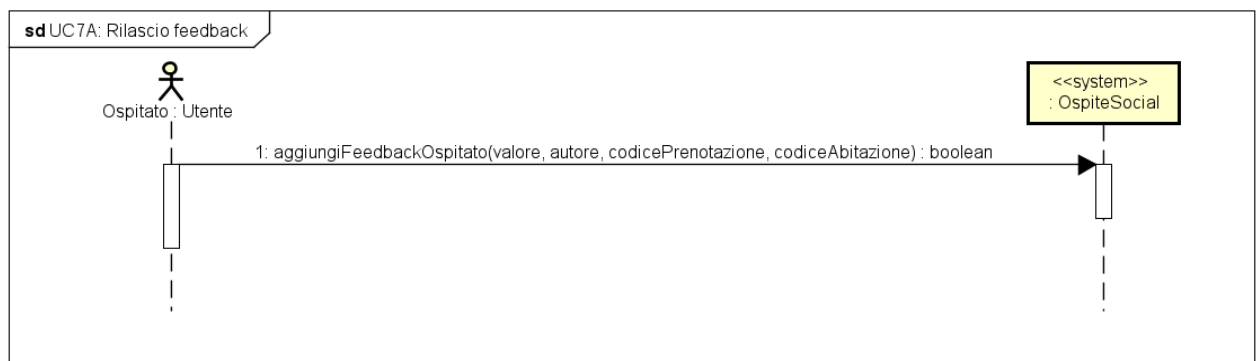 sd UC7A: Rilascio feedback
Ospitato : Utente
<<system>>
: OspiteSocial
1: aggiungiFeedbackOspitato(valore, autore, codicePrenotazione, codiceAbitazione) : boolean